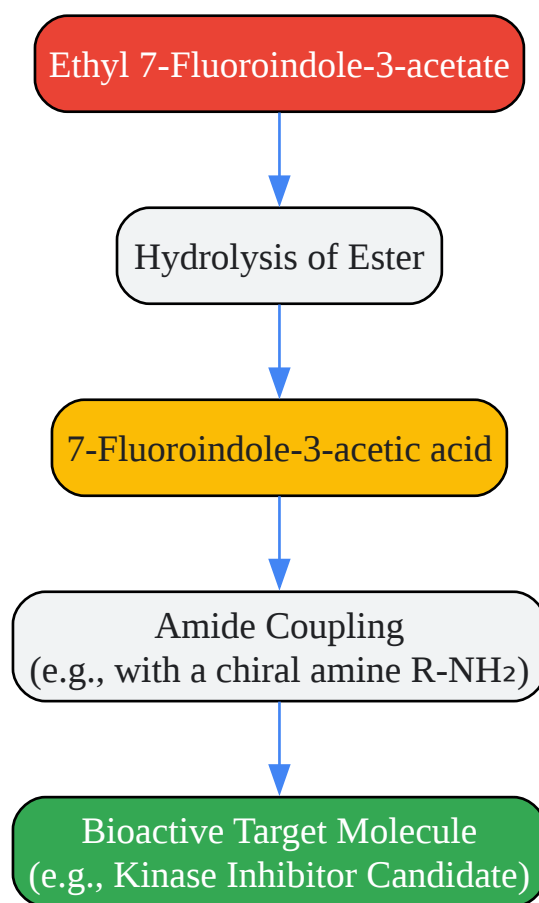 Ethyl 7-Fluoroindole-3-acetate
Hydrolysis of Ester
7-Fluoroindole-3-acetic acid
Amide Coupling
(e.g., with a chiral amine R-NH₂)
Bioactive Target Molecule
(e.g., Kinase Inhibitor Candidate)